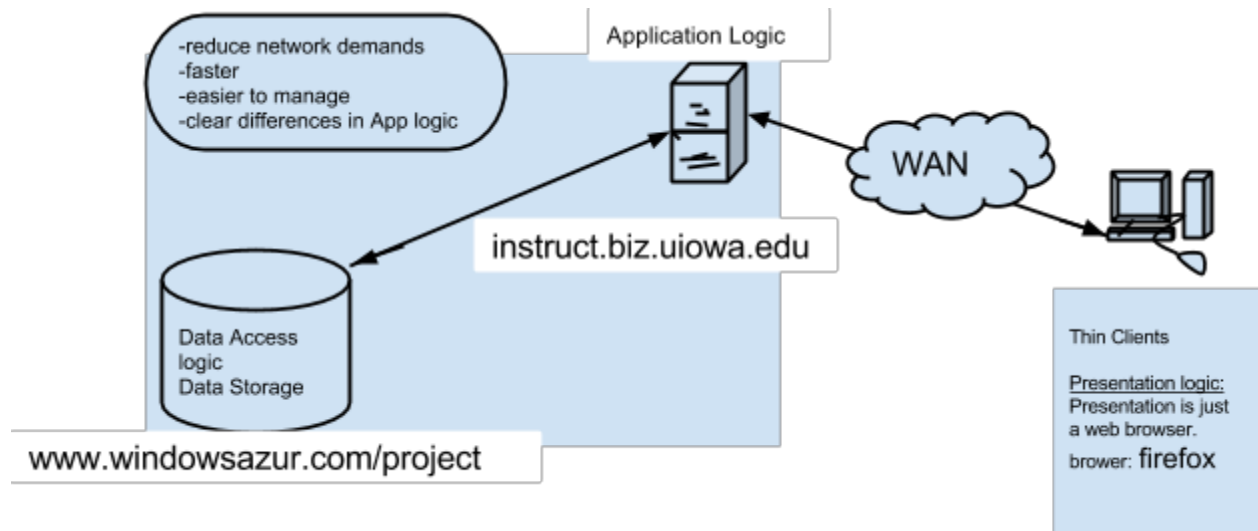 -reduce network demands
-faster
-easier to manage
-clear differences in App logic
Application Logic
WAN
instruct.biz.uiowa.edu
Data Access
logic
Data Storage
www.windowsazur.com/project
Thin Clients
Presentation logic:
Presentation is just
a web browser.
brower: firefox